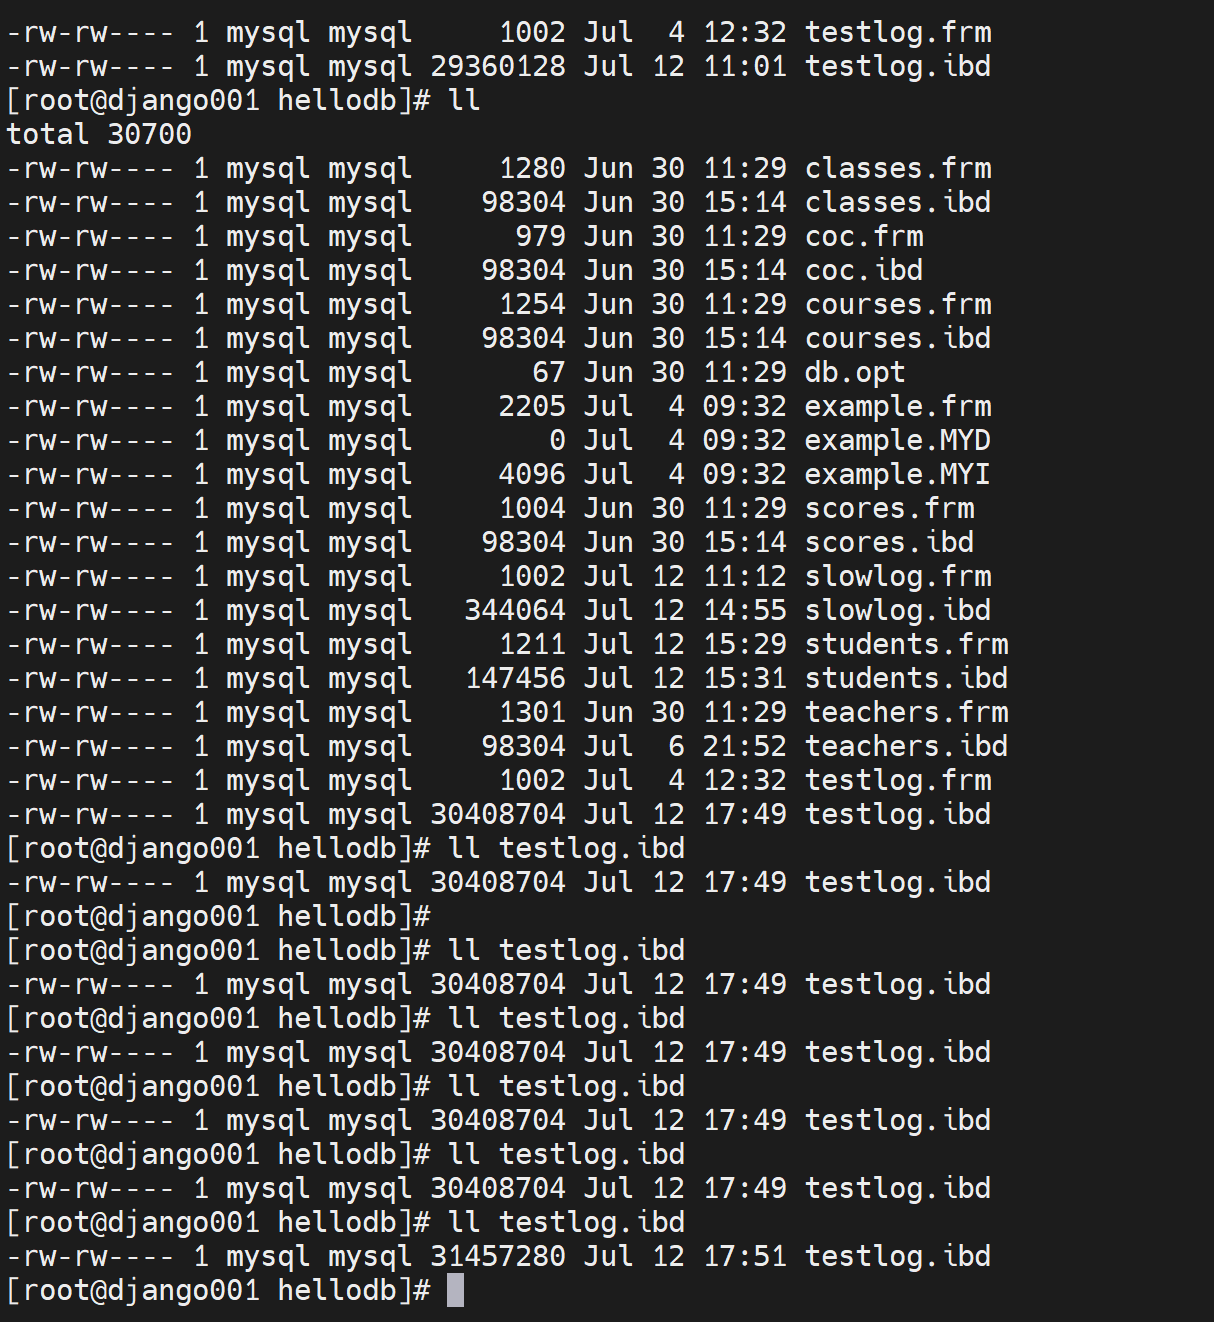 -rw-rw---- 1 mysql mysql     1002 Jul  4 12:32 testlog.frm
-rw-rw---- 1 mysql mysql 29360128 Jul 12 11:01 testlog.ibd
[root@django001 hellodb]# ll
total 30700
-rw-rw---- 1 mysql mysql     1280 Jun 30 11:29 classes.frm
-rw-rw---- 1 mysql mysql    98304 Jun 30 15:14 classes.ibd
-rw-rw---- 1 mysql mysql      979 Jun 30 11:29 coc.frm
-rw-rw---- 1 mysql mysql    98304 Jun 30 15:14 coc.ibd
-rw-rw---- 1 mysql mysql     1254 Jun 30 11:29 courses.frm
-rw-rw---- 1 mysql mysql    98304 Jun 30 15:14 courses.ibd
-rw-rw---- 1 mysql mysql       67 Jun 30 11:29 db.opt
-rw-rw---- 1 mysql mysql     2205 Jul  4 09:32 example.frm
-rw-rw---- 1 mysql mysql        0 Jul  4 09:32 example.MYD
-rw-rw---- 1 mysql mysql     4096 Jul  4 09:32 example.MYI
-rw-rw---- 1 mysql mysql     1004 Jun 30 11:29 scores.frm
-rw-rw---- 1 mysql mysql    98304 Jun 30 15:14 scores.ibd
-rw-rw---- 1 mysql mysql     1002 Jul 12 11:12 slowlog.frm
-rw-rw---- 1 mysql mysql   344064 Jul 12 14:55 slowlog.ibd
-rw-rw---- 1 mysql mysql     1211 Jul 12 15:29 students.frm
-rw-rw---- 1 mysql mysql   147456 Jul 12 15:31 students.ibd
-rw-rw---- 1 mysql mysql     1301 Jun 30 11:29 teachers.frm
-rw-rw---- 1 mysql mysql    98304 Jul  6 21:52 teachers.ibd
-rw-rw---- 1 mysql mysql     1002 Jul  4 12:32 testlog.frm
-rw-rw---- 1 mysql mysql 30408704 Jul 12 17:49 testlog.ibd
[root@django001 hellodb]# ll testlog.ibd
-rw-rw---- 1 mysql mysql 30408704 Jul 12 17:49 testlog.ibd
[root@django001 hellodb]#
[root@django001 hellodb]# ll testlog.ibd
-rw-rw---- 1 mysql mysql 30408704 Jul 12 17:49 testlog.ibd
[root@django001 hellodb]# ll testlog.ibd
-rw-rw---- 1 mysql mysql 30408704 Jul 12 17:49 testlog.ibd
[root@django001 hellodb]# ll testlog.ibd
-rw-rw---- 1 mysql mysql 30408704 Jul 12 17:49 testlog.ibd
[root@django001 hellodb]# ll testlog.ibd
-rw-rw---- 1 mysql mysql 30408704 Jul 12 17:49 testlog.ibd
[root@django001 hellodb]# ll testlog.ibd
-rw-rw---- 1 mysql mysql 31457280 Jul 12 17:51 testlog.ibd
[root@django001 hellodb]#